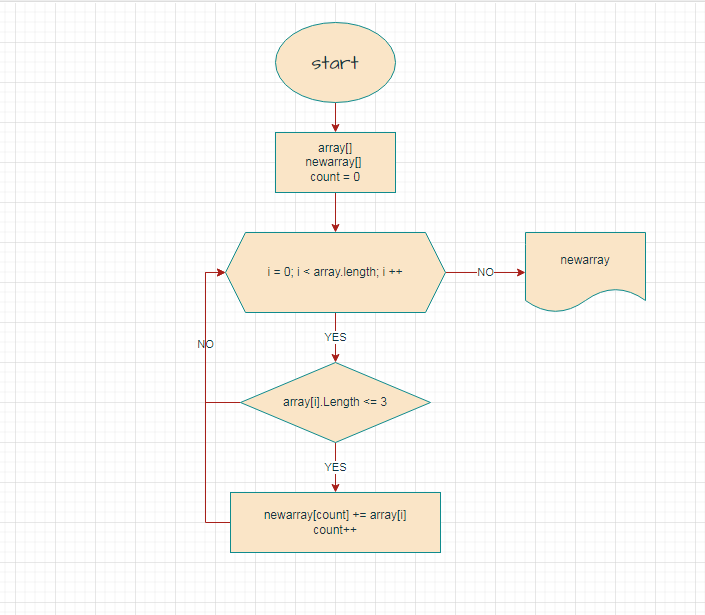 start
array[]
newarray[]
count = 0
i = 0; i < array.length; i ++
NO
newarray
YES
NO
array[i].Length <= 3
YES
newarray[count] += array[i]
count++